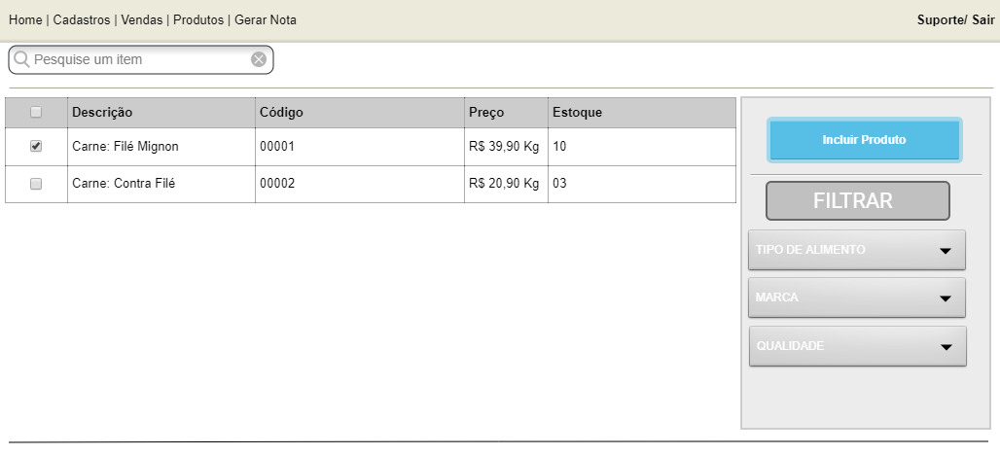 Home | Cadastros | Vendas | Produtos | Gerar Nota
Suporte/ Sair
Pesquise um item
Descrição Código Preço Estoque
Carne: Filé Mignon 00001 R$ 39,90 Kg 10
Carne: Contra Filé 00002 R$ 20,90 Kg 03
Incluir Produto
FILTRAR
TIPO DE ALIMENTO
MARCA
QUALIDADE